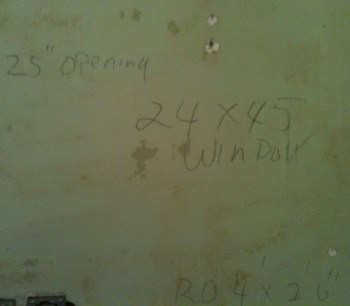 25" opening
24 x 45
Window
RO 4' x 2' 6"